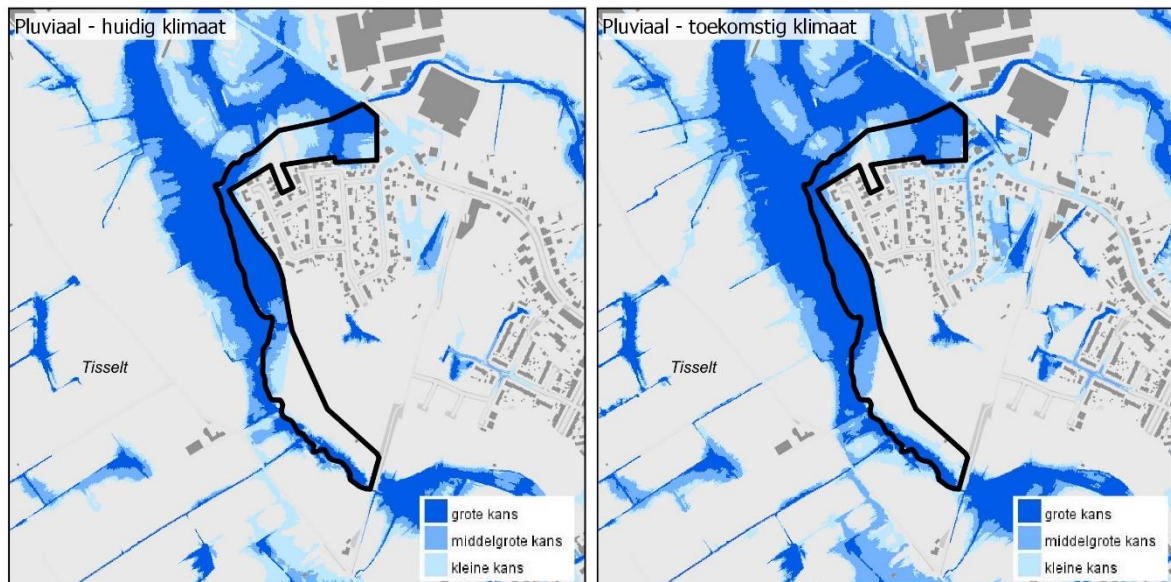 Pluviaal - huidig klimaat
Tisselt
grote kans
middelgrote kans
kleine kans
Pluviaal - toekomstig klimaat
Tisselt
grote kans
middelgrote kans
kleine kans